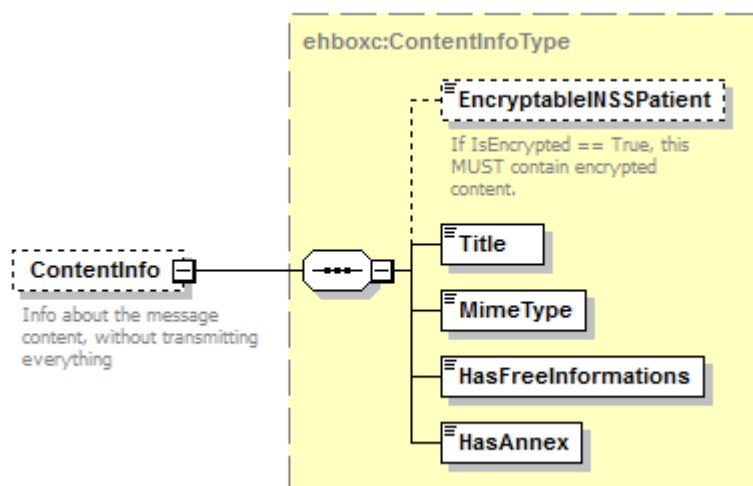 ehboxc:ContentInfoType
EncryptableINSSPatient
If IsEncrypted == True, this
MUST contain encrypted
content.
Title
ContentInfo
Info about the message
content, without transmitting
everything
MimeType
HasFreeInformations
HasAnnex